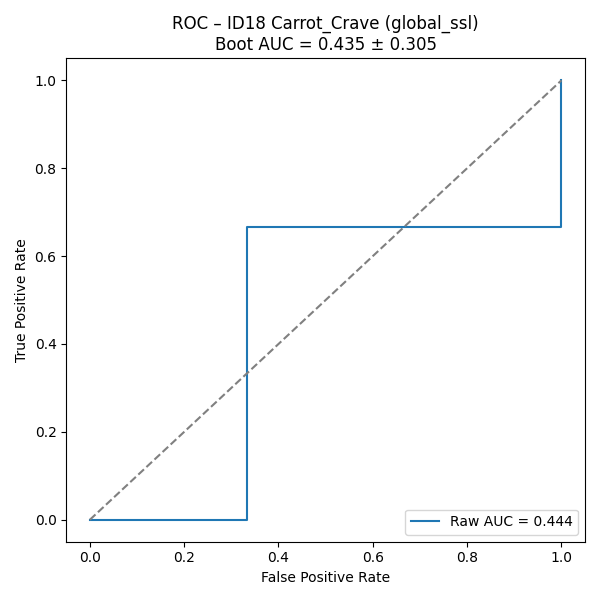 ROC – ID18 Carrot_Crave (global_ssl)
Boot AUC = 0.435 ± 0.305
1.0
0.8
0.6
0.4
0.2
0.0
True Positive Rate
Raw AUC = 0.444
0.0 0.2 0.4 0.6 0.8 1.0
False Positive Rate